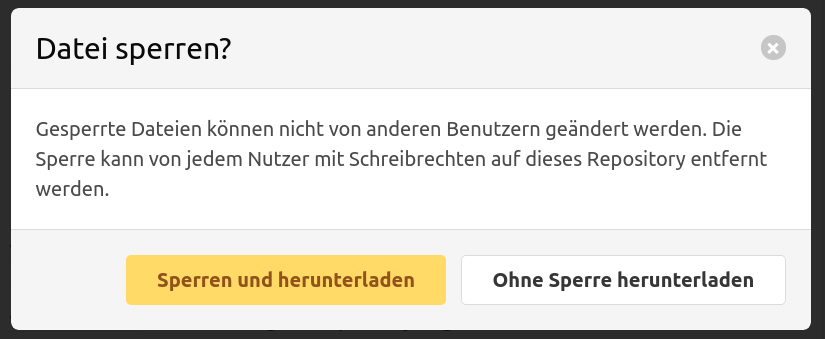 Datei sperren?
Gesperrte Dateien können nicht von anderen Benutzern geändert werden. Die
Sperre kann von jedem Nutzer mit Schreibrechten auf dieses Repository entfernt
werden.
Sperren und herunterladen
Ohne Sperre herunterladen